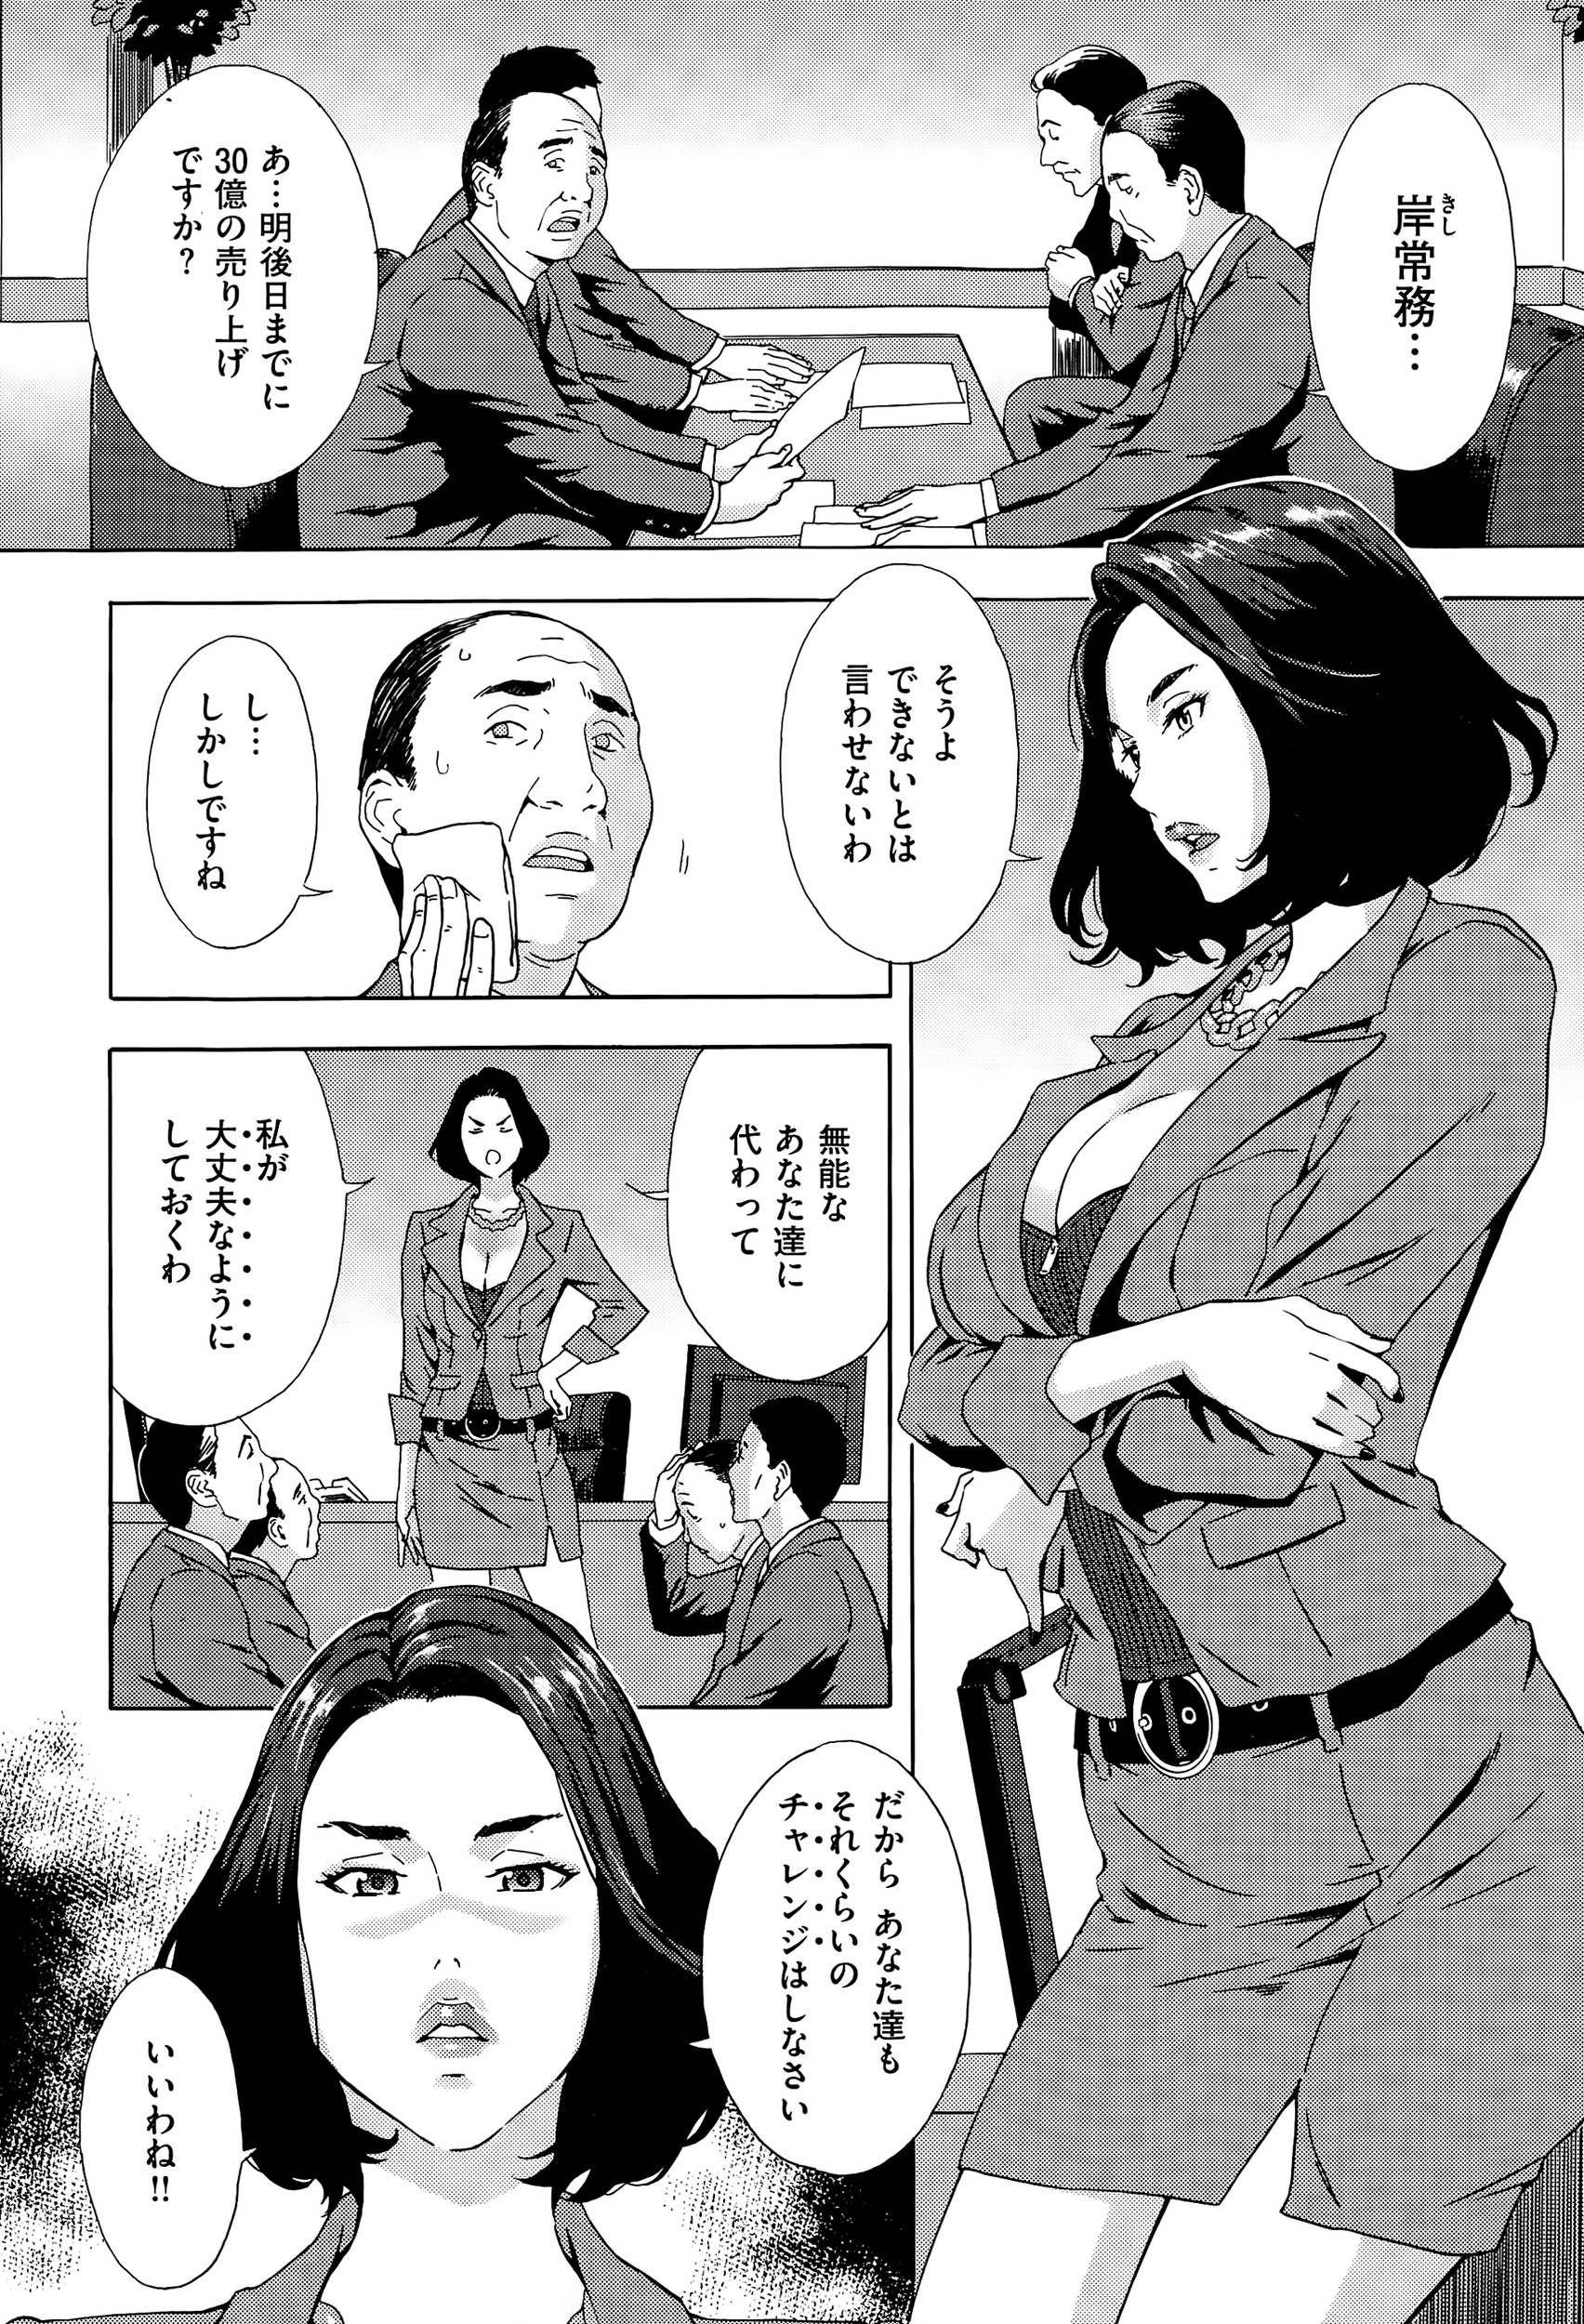 岸常務…
きし
あ…明後日までに
30億の売り上げ
ですか？
そうよ
できないとは
言わせないわ
し…
しかしですね
無能な
あなた達に
代わって
私が
大丈夫なように
しておくわ
だから あなた達も
それくらいの
チャレンジはしなさい
いいわね!!